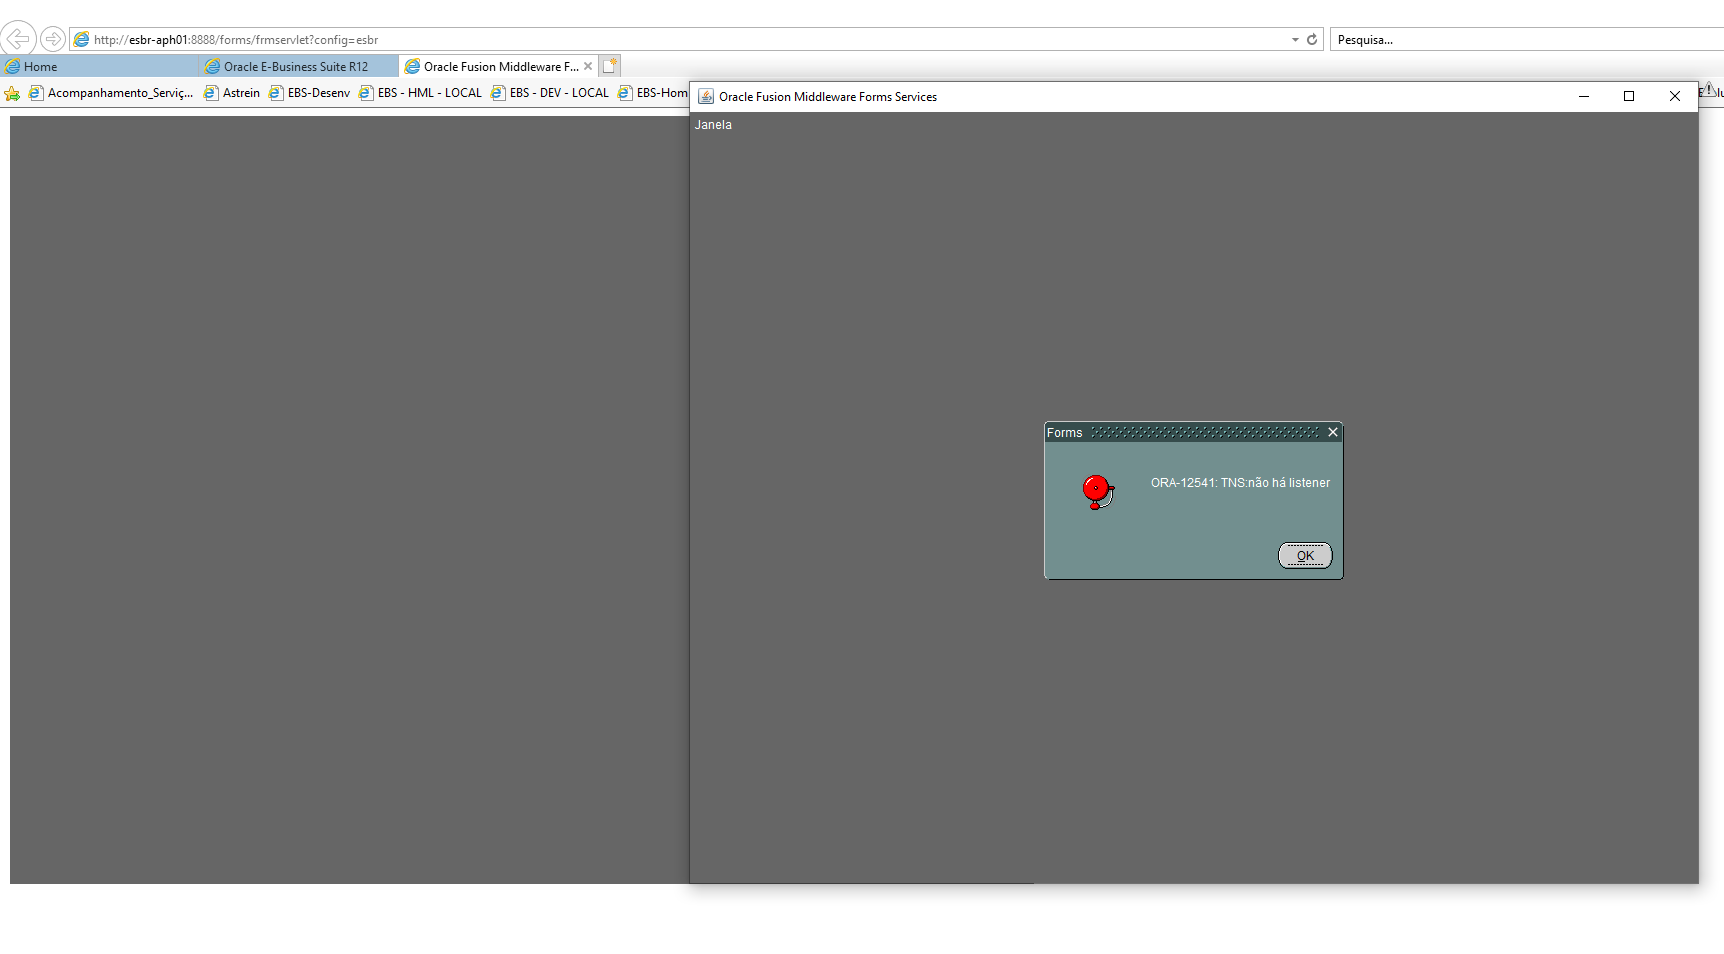 http://esbr-aph01:8888/forms/frmservlet?config=esbr
Pesquisa...
Home
Oracle E-Business Suite R12
Oracle Fusion Middleware F...
Acompanhamento_Serviç...
Astrein
EBS-Desenv
EBS - HML - LOCAL
EBS - DEV - LOCAL
EBS-Hom
Oracle Fusion Middleware Forms Services
Janela
Forms
ORA-12541: TNS:não há listener
OK